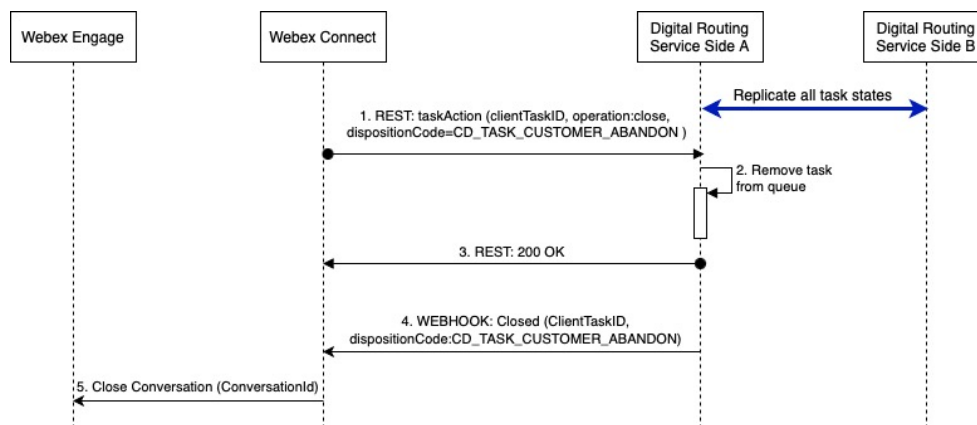 Webex Engage
Webex Connect
Digital Routing
Service Side A
Digital Routing
Service Side B
Replicate all task states
1. REST: taskAction (clientTaskID, operation:close,
dispositionCode=CD_TASK_CUSTOMER_ABANDON )
2. Remove task
from queue
3. REST: 200 OK
4. WEBHOOK: Closed (ClientTaskID,
dispositionCode:CD_TASK_CUSTOMER_ABANDON)
5. Close Conversation (ConversationId)